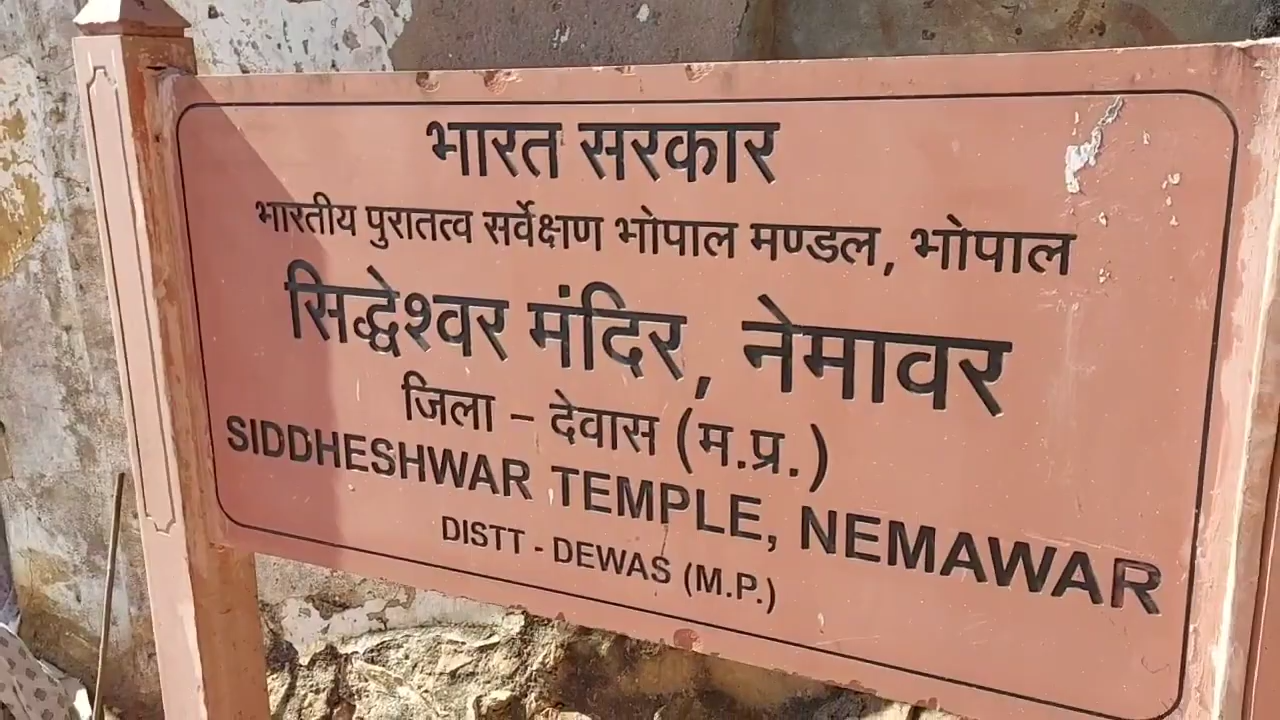 भारत सरकार
भारतीय पुरातत्व सर्वेक्षण भोपाल मण्डल, भोपाल
सिद्धेश्वर मंदिर, नेमावर
जिला – देवास (म.प्र.)
SIDDHESHWAR TEMPLE, NEMAWAR
DISTT - DEWAS (M.P.)